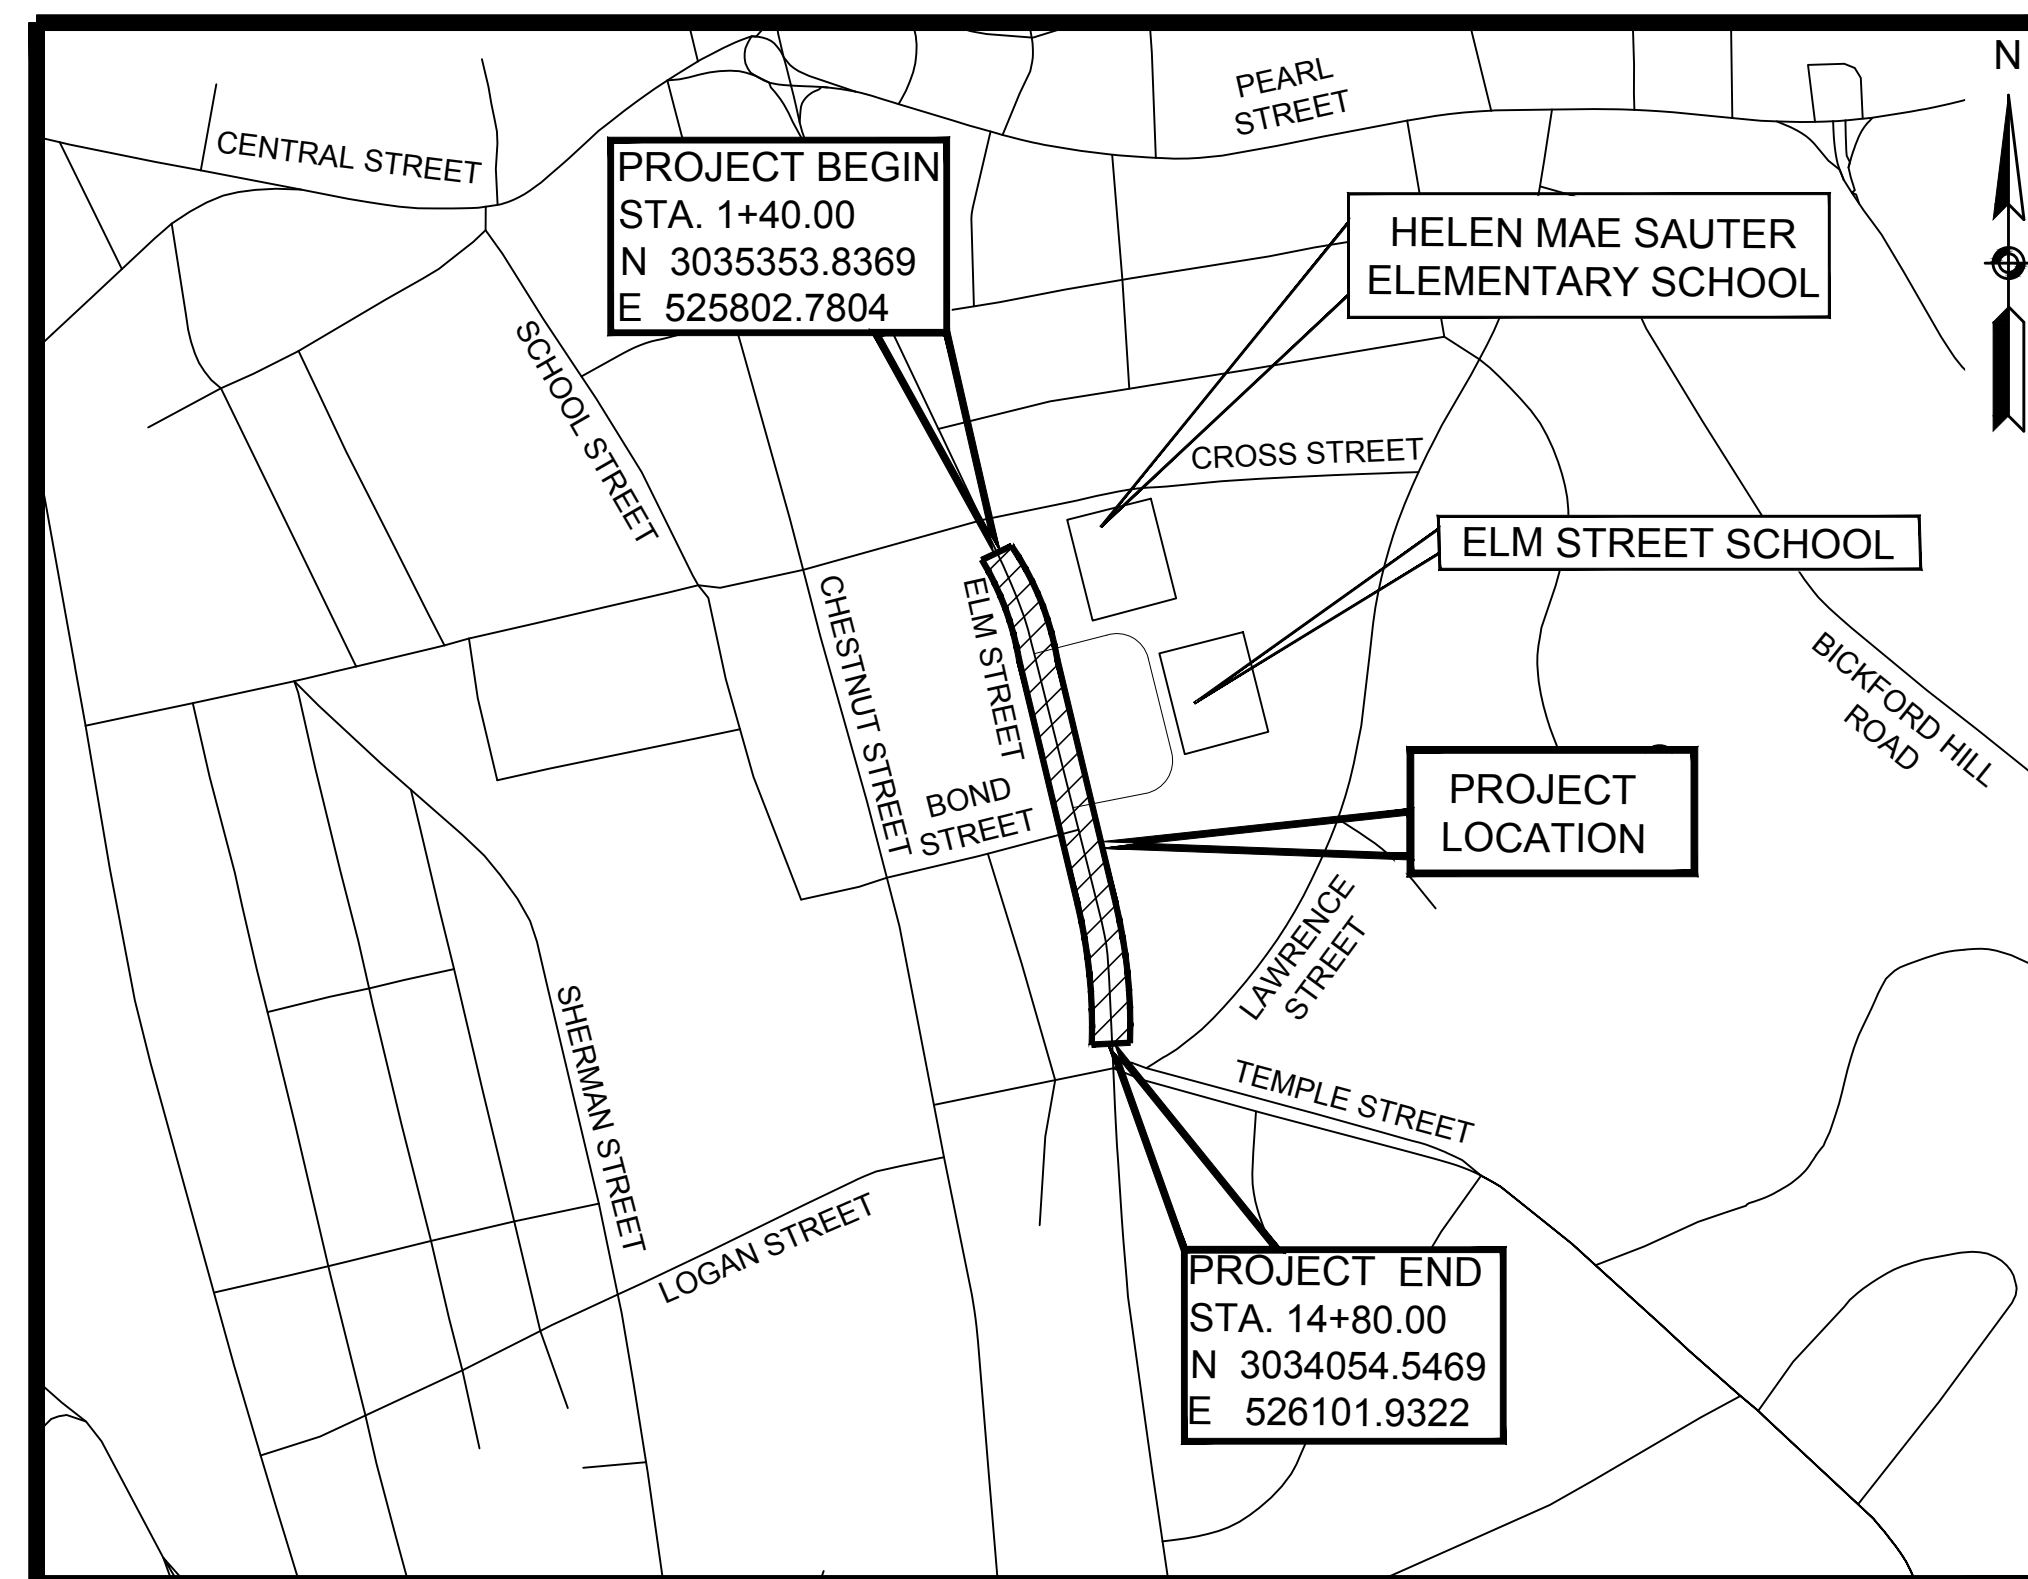 PEARL
STREET
N
CENTRAL STREET
PROJECT BEGIN
STA. 1+40.00
N 3035353.8369
E 525802.7804
HELEN MAE SAUTER
ELEMENTARY SCHOOL
SCHOOL STREET
CROSS STREET
ELM STREET SCHOOL
CHESTNUT STREET
ELM STREET
BICKFORD HILL
ROAD
BOND
STREET
PROJECT
LOCATION
LAWRENCE
STREET
SHERMAN STREET
TEMPLE STREET
LOGAN STREET
PROJECT END
STA. 14+80.00
N 3034054.5469
E 526101.9322